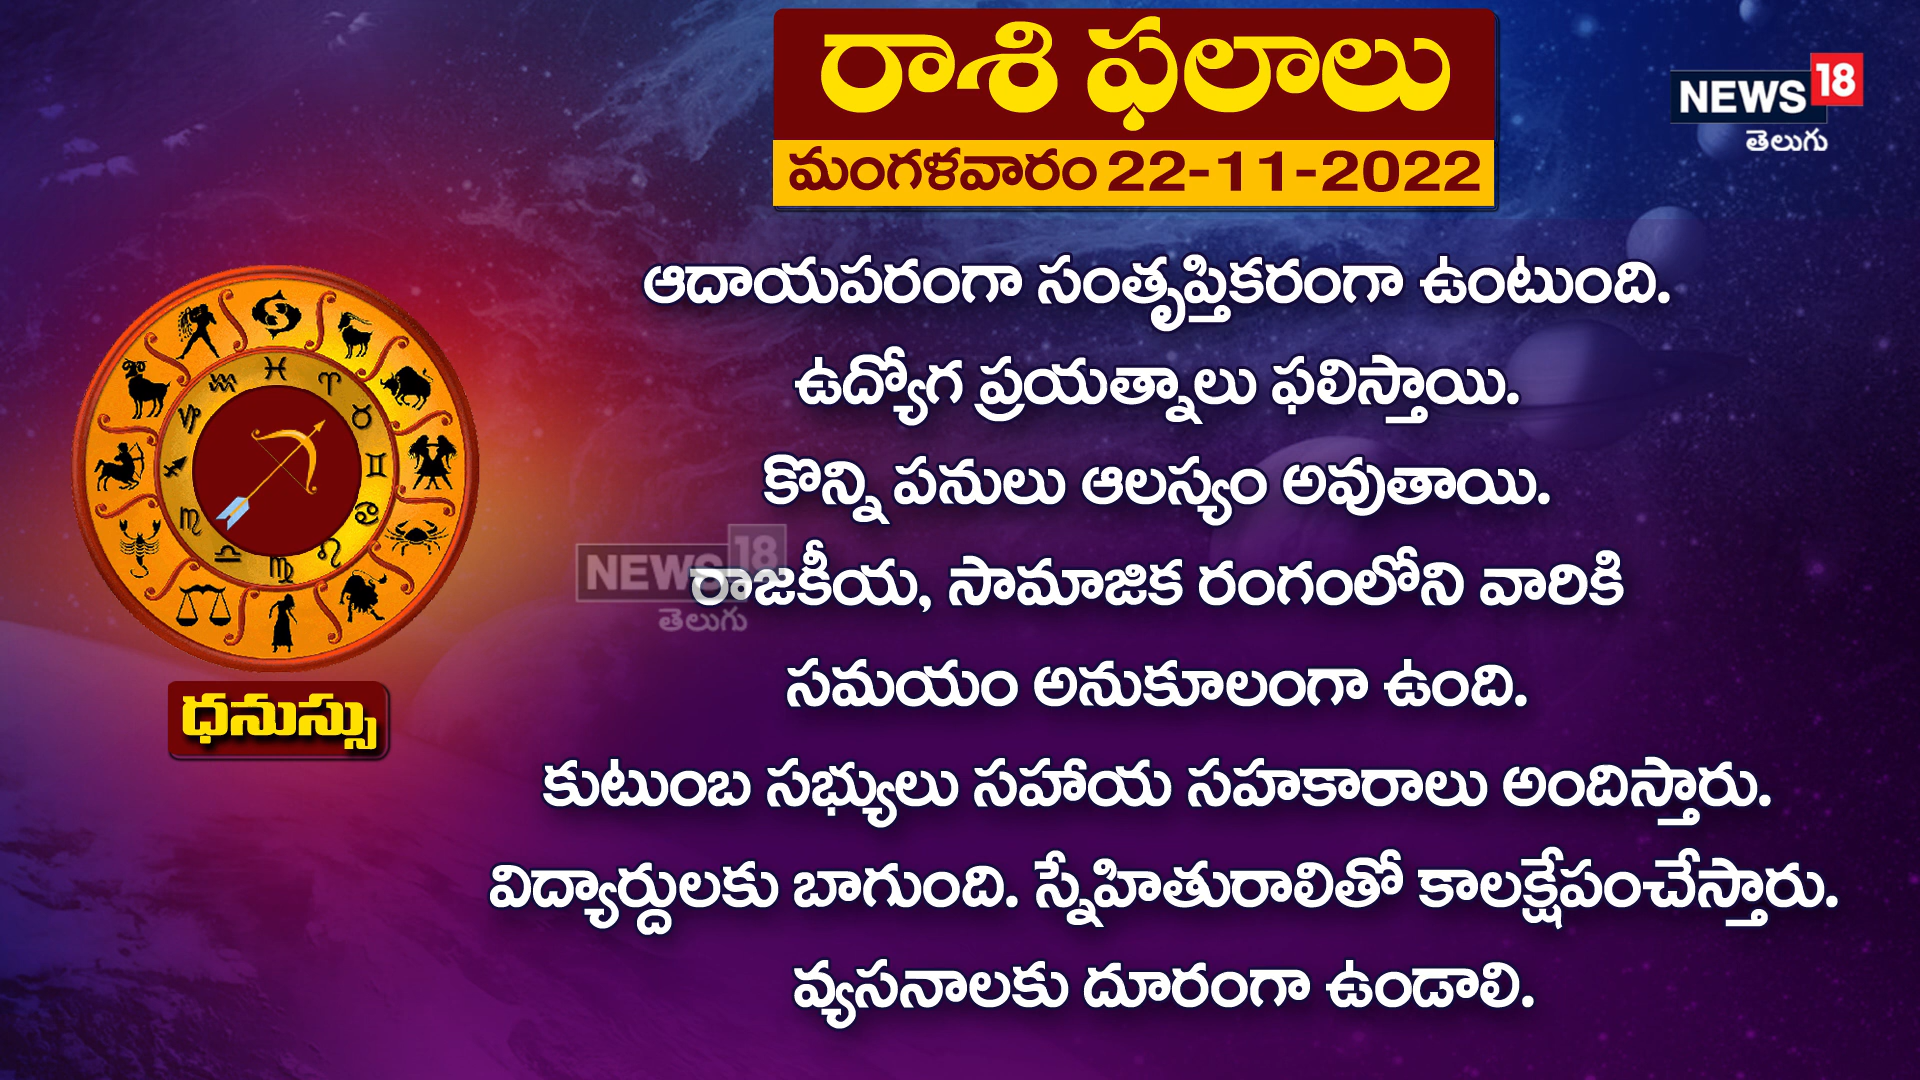 రాశి ఫలాలు
మంగళవారం 22-11-2022
NEWS18
తెలుగు
ఆదాయపరంగా సంతృప్తికరంగా ఉంటుంది.
ఉద్యోగ ప్రయత్నాలు ఫలిస్తాయి.
కొన్ని పనులు ఆలస్యం అవుతాయి.
NEWS18
తెలుగు
రాజకీయ, సామాజిక రంగంలోని వారికి
సమయం అనుకూలంగా ఉంది.
ధనుస్సు
కుటుంబ సభ్యులు సహాయ సహకారాలు అందిస్తారు.
విద్యార్దులకు బాగుంది. స్నేహితురాలితో కాలక్షేపంచేస్తారు.
వ్యసనాలకు దూరంగా ఉండాలి.